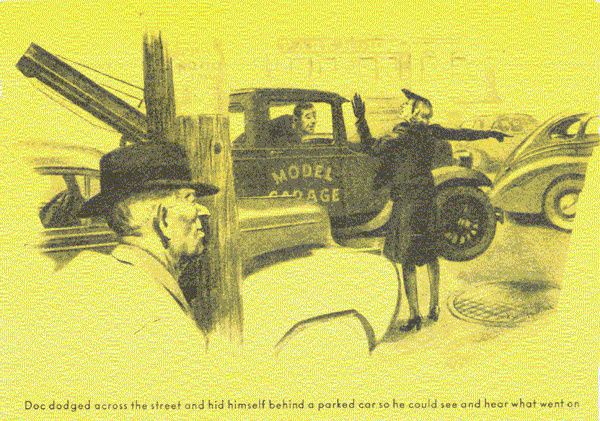 MODEL
GARAGE
Doc dodged across the street and hid himself behind a parked car so he could see and hear what went on